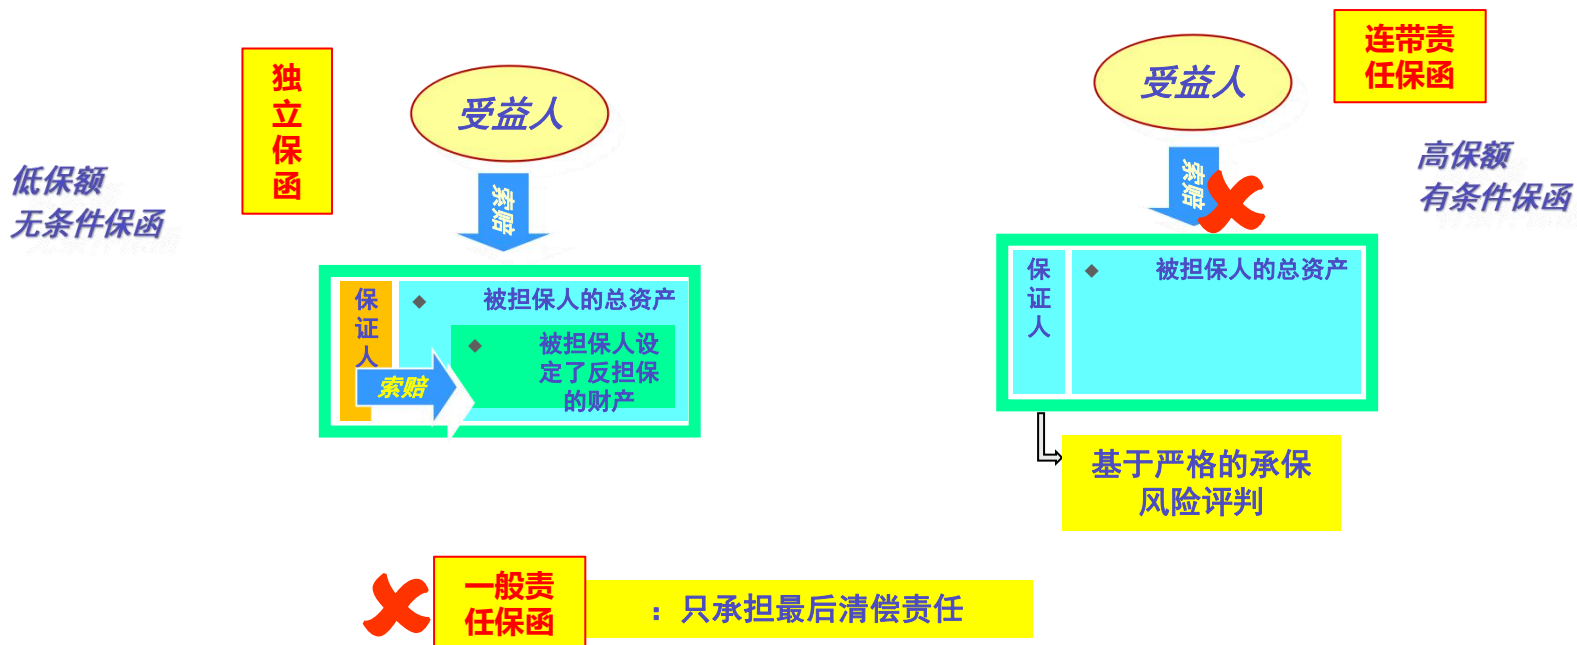 独
立
保
函
受益人
索赔
低保额
无条件保函
保
证
人
◆ 被担保人的总资产
◆ 被担保人设
定了反担保
的财产
索赔
连带责
任保函
受益人
索赔
高保额
有条件保函
保
证
人
◆ 被担保人的总资产
基于严格的承保
风险评判
一般责
任保函
：只承担最后清偿责任